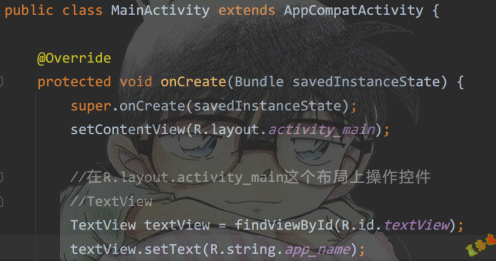 public class MainActivity extends AppCompatActivity {
@Override
protected void onCreate(Bundle savedInstanceState) {
super.onCreate(savedInstanceState);
setContentView(R.layout.activity_main);
//在R.layout.activity_main这个布局上操作控件
//TextView
TextView textView = findViewById(R.id.textView);
textView.setText(R.string.app_name);